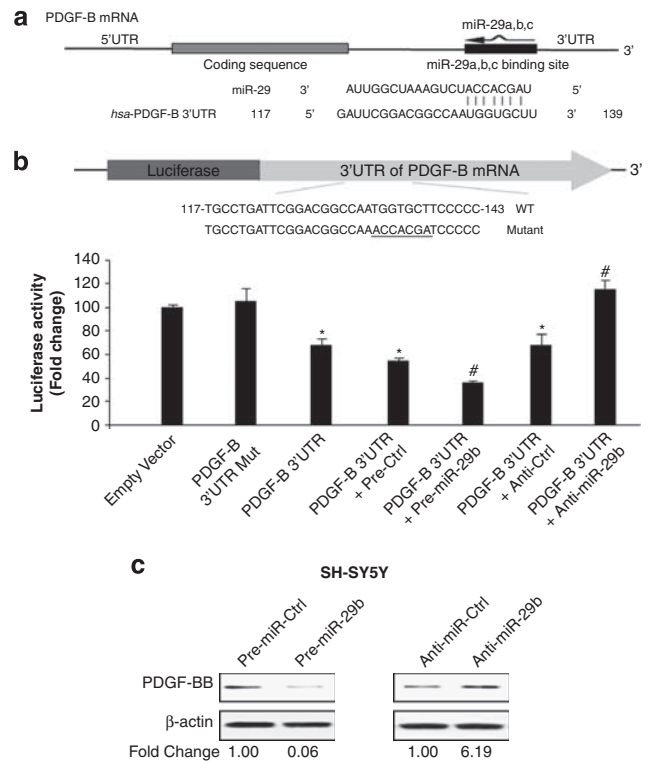 a
PDGF-B mRNA
miR-29a,b,c
5'UTR
3'UTR
3'
Coding sequence
miR-29a,b,c binding site
miR-29 3' AUUGGCUAAAGUCUACCACGAU 5'
hsa-PDGF-B 3'UTR 117 5' GAUUCGGACGGCCAAUGGUGCUU 3' 139
b
Luciferase
3'UTR of PDGF-B mRNA
3'
117-TGCCTGATTCGGACGGCCAATGGTGCTTCCCCC-143 WT
TGCCTGATTCGGACGGCCAAACCACGATCCCCC Mutant
Luciferase activity
(Fold change)
140
120
100
80
60
40
20
0
*
*
#
*
#
Empty Vector
PDGF-B
3'UTR Mut
PDGF-B 3'UTR
PDGF-B 3'UTR
+ Pre-Ctrl
PDGF-B 3'UTR
+ Pre-miR-29b
PDGF-B 3'UTR
+ Anti-Ctrl
PDGF-B 3'UTR
+ Anti-miR-29b
c
SH-SY5Y
Pre-miR-Ctrl
Pre-miR-29b
Anti-miR-Ctrl
Anti-miR-29b
PDGF-BB
β-actin
Fold Change 1.00 0.06 1.00 6.19